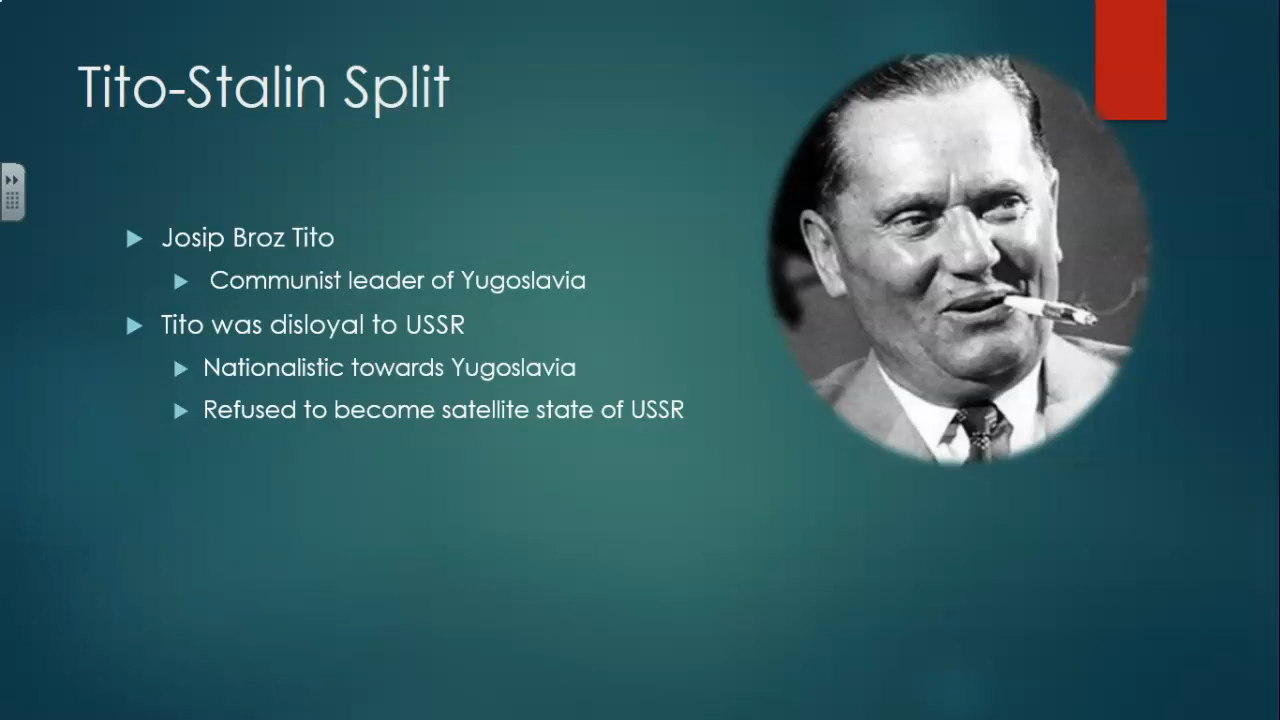 Tito-Stalin Split
Josip Broz Tito
Communist leader of Yugoslavia
Tito was disloyal to USSR
Nationalistic towards Yugoslavia
Refused to become satellite state of USSR